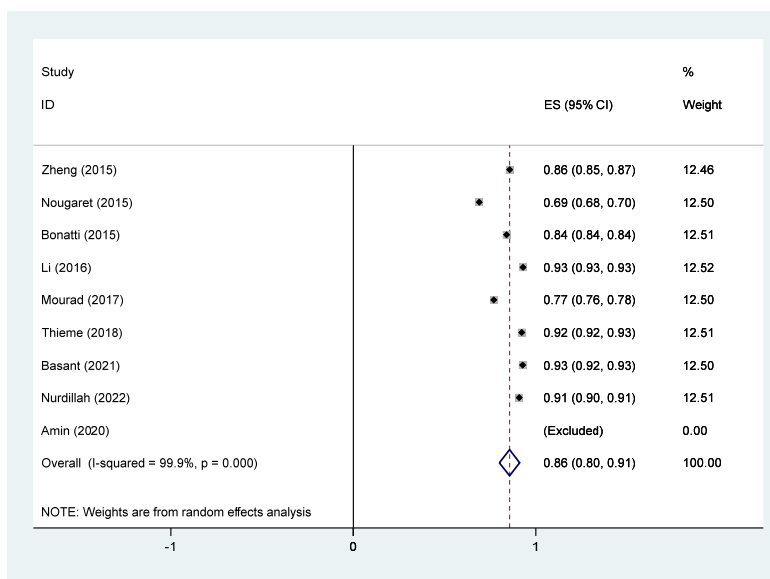 Study %
ID ES (95% CI) Weight
Zheng (2015) 0.86 (0.85, 0.87) 12.46
Nougaret (2015) 0.69 (0.68, 0.70) 12.50
Bonatti (2015) 0.84 (0.84, 0.84) 12.51
Li (2016) 0.93 (0.93, 0.93) 12.52
Mourad (2017) 0.77 (0.76, 0.78) 12.50
Thieme (2018) 0.92 (0.92, 0.93) 12.51
Basant (2021) 0.93 (0.92, 0.93) 12.50
Nurdillah (2022) 0.91 (0.90, 0.91) 12.51
Amin (2020) (Excluded) 0.00
Overall (I-squared = 99.9%, p = 0.000) 0.86 (0.80, 0.91) 100.00
NOTE: Weights are from random effects analysis
-1 0 1